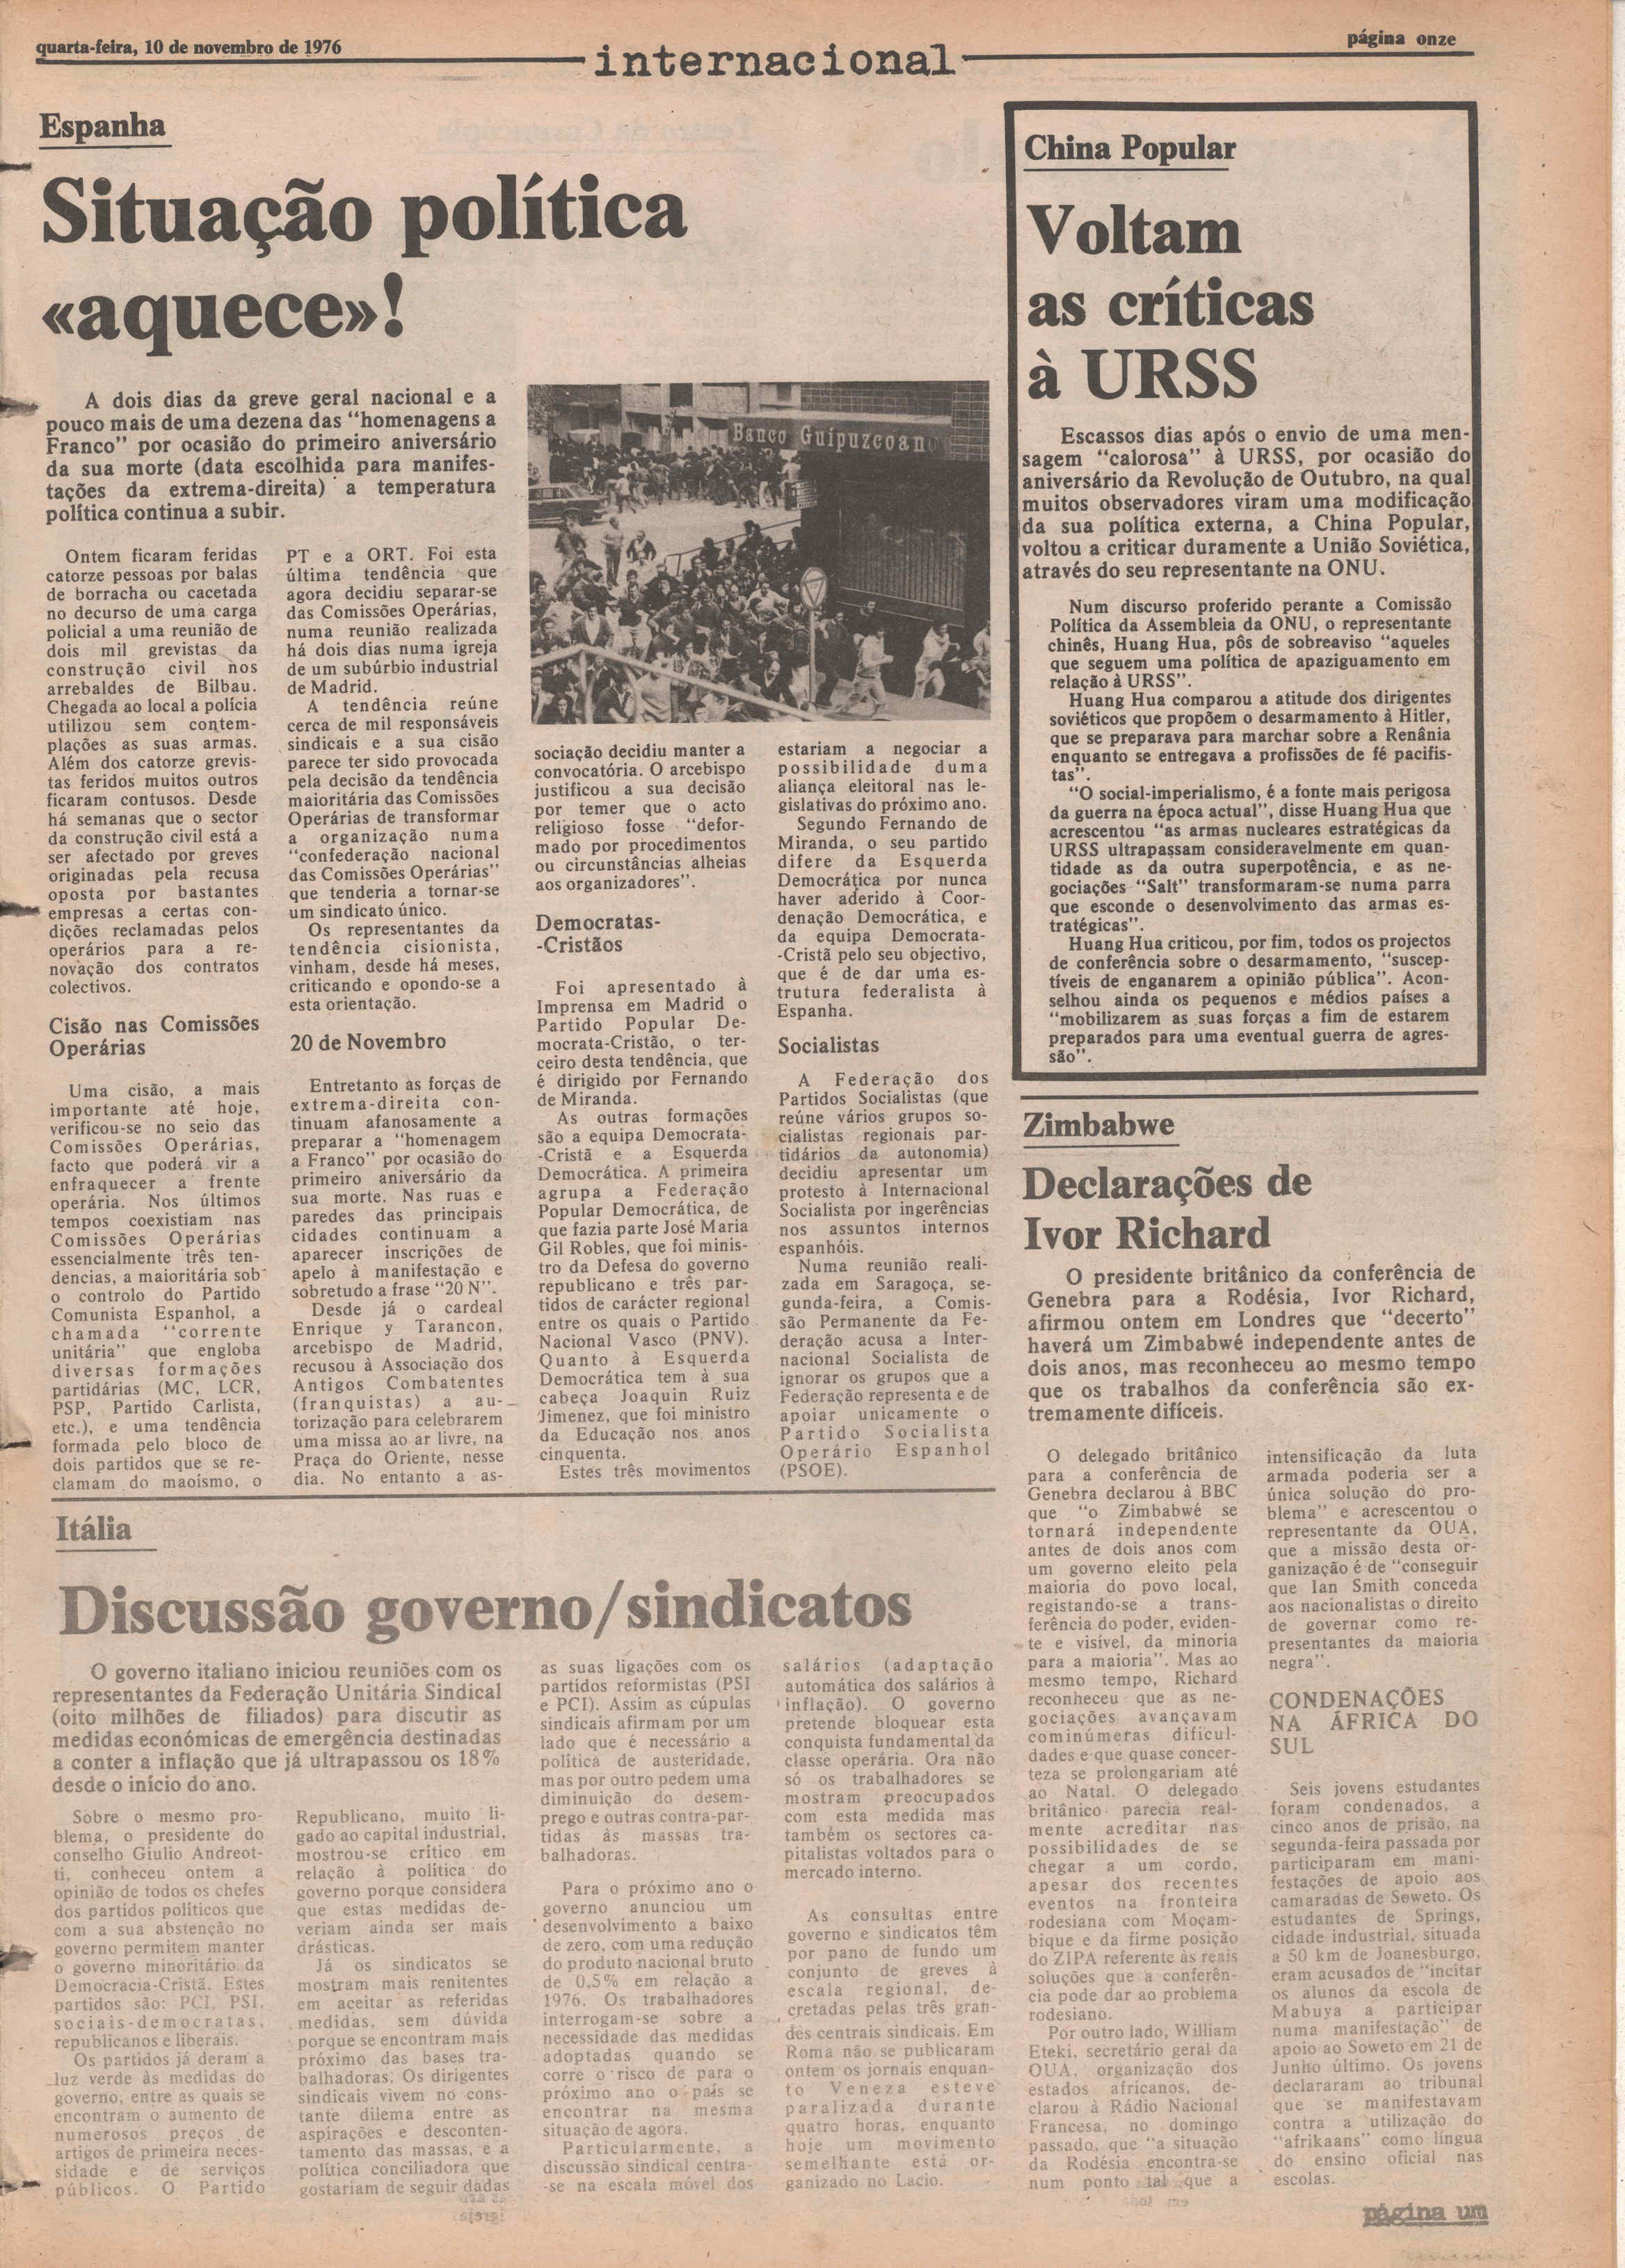 quarta-feira, 10 de novembro de 1976
internacional
página onze
Espanha
Situação política
«aquece»!
A dois dias da greve geral nacional e a
pouco mais de uma dezena das “homenagens a
Franco” por ocasião do primeiro aniversário
da sua morte (data escolhida para manifes-
tações da extrema-direita) a temperatura
política continua a subir.
Ontem ficaram feridas
catorze pessoas por balas
de borracha ou cacetada
no decurso de uma carga
policial a uma reunião de
dois mil grevistas da
construção civil nos
arrebaldes de Bilbau.
Chegada ao local a polícia
utilizou sem contem-
plações as suas armas.
Além dos catorze grevis-
tas feridos muitos outros
ficaram contusos. Desde
há semanas que o sector
da construção civil está a
ser afectado por greves
originadas pela recusa
oposta por bastantes
empresas a certas con-
dições reclamadas pelos
operários para a re-
novação dos contratos
colectivos.
Cisão nas Comissões
Operárias
Uma cisão, a mais
importante até hoje,
verificou-se no seio das
Comissões Operárias,
facto que poderá vir a
enfraquecer a frente
operária. Nos últimos
tempos coexistiam nas
Comissões Operárias
essencialmente três ten-
dencias, a maioritária sob
o controlo do Partido
Comunista Espanhol, a
chamada “corrente
unitária” que engloba
diversas formações
partidárias (MC, LCR,
PSP, Partido Carlista,
etc.), e uma tendência
formada pelo bloco de
dois partidos que se re-
clamam do maoísmo, o
PT e a ORT. Foi esta
última tendência que
agora decidiu separar-se
das Comissões Operárias,
numa reunião realizada
há dois dias numa igreja
de um subúrbio industrial
de Madrid.
A tendência reúne
cerca de mil responsáveis
sindicais e a sua cisão
parece ter sido provocada
pela decisão da tendência
maioritária das Comissões
Operárias de transformar
a organização numa
“confederação nacional
das Comissões Operárias”
que tenderia a tornar-se
um sindicato único.
Os representantes da
tendência cisionista,
vinham, desde há meses,
criticando e opondo-se a
esta orientação.
20 de Novembro
Entretanto às forças de
extrema-direita con-
tinuam afanosamente a
preparar a “homenagem
a Franco” por ocasião do
primeiro aniversário da
sua morte. Nas ruas e
paredes das principais
cidades continuam a
aparecer inscrições de
apelo à manifestação e
sobretudo a frase “20 N”.
Desde já o cardeal
Enrique y Tarancon,
arcebispo de Madrid,
recusou à Associação dos
Antigos Combatentes
(franquistas) a au-
torização para celebrarem
uma missa ao ar livre, na
Praça do Oriente, nesse
dia. No entanto a as-
Banco Guipuzcoano
sociação decidiu manter a
convocatória. O arcebispo
justificou a sua decisão
por temer que o acto
religioso fosse “defor-
mado por procedimentos
ou circunstâncias alheias
aos organizadores”.
Democratas-
-Cristãos
Foi apresentado à
Imprensa em Madrid o
Partido Popular De-
mocrata-Cristão, o ter-
ceiro desta tendência, que
é dirigido por Fernando
de Miranda.
As outras formações
são a equipa Democrata-
-Cristã e a Esquerda
Democrática. A primeira
agrupa a Federação
Popular Democrática, de
que fazia parte José Maria
Gil Robles, que foi minis-
tro da Defesa do governo
republicano e três par-
tidos de carácter regional
entre os quais o Partido
Nacional Vasco (PNV).
Quanto à Esquerda
Democrática tem à sua
cabeça Joaquin Ruiz
Jimenez, que foi ministro
da Educação nos anos
cinquenta.
Estes três movimentos
estariam a negociar a
possibilidade duma
aliança eleitoral nas le-
gislativas do próximo ano.
Segundo Fernando de
Miranda, o seu partido
difere da Esquerda
Democrática por nunca
haver aderido à Coor-
denação Democrática, e
da equipa Democrata-
-Cristã pelo seu objectivo,
que é de dar uma es-
trutura federalista à
Espanha.
Socialistas
A Federação dos
Partidos Socialistas (que
reúne vários grupos so-
cialistas regionais par-
tidários da autonomia)
decidiu apresentar um
protesto à Internacional
Socialista por ingerências
nos assuntos internos
espanhóis.
Numa reunião reali-
zada em Saragoça, se-
gunda-feira, a Comis-
são Permanente da Fe-
deração acusa a Inter-
nacional Socialista de
ignorar os grupos que a
Federação representa e de
apoiar unicamente o
Partido Socialista
Operário Espanhol
(PSOE).
China Popular
Voltam
as críticas
à URSS
Escassos dias após o envio de uma men-
sagem “calorosa” à URSS, por ocasião do
aniversário da Revolução de Outubro, na qual
muitos observadores viram uma modificação
da sua política externa, a China Popular,
voltou a criticar duramente a União Soviética,
através do seu representante na ONU.
Num discurso proferido perante a Comissão
Política da Assembleia da ONU, o representante
chinês, Huang Hua, pôs de sobreaviso “aqueles
que seguem uma política de apaziguamento em
relação à URSS”.
Huang Hua comparou a atitude dos dirigentes
soviéticos que propõem o desarmamento à Hitler,
que se preparava para marchar sobre a Renânia
enquanto se entregava a profissões de fé pacifis-
tas”.
“O social-imperialismo, é a fonte mais perigosa
da guerra na época actual”, disse Huang Hua que
acrescentou “as armas nucleares estratégicas da
URSS ultrapassam consideravelmente em quan-
tidade as da outra superpotência, e as ne-
gociações “Salt” transformaram-se numa parra
que esconde o desenvolvimento das armas es-
tratégicas”.
Huang Hua criticou, por fim, todos os projectos
de conferência sobre o desarmamento, “suscep-
tíveis de enganarem a opinião pública”. Acon-
selhou ainda os pequenos e médios países a
“mobilizarem as suas forças a fim de estarem
preparados para uma eventual guerra de agres-
são”.
Zimbabwe
Declarações de
Ivor Richard
O presidente britânico da conferência de
Genebra para a Rodésia, Ivor Richard,
afirmou ontem em Londres que “decerto”
haverá um Zimbabwé independente antes de
dois anos, mas reconheceu ao mesmo tempo
que os trabalhos da conferência são ex-
tremamente difíceis.
O delegado britânico
para a conferência de
Genebra declarou à BBC
que “o Zimbabwé se
tornará independente
antes de dois anos com
um governo eleito pela
maioria do povo local,
registando-se a trans-
ferência do poder, eviden-
te e visível, da minoria
para a maioria”. Mas ao
mesmo tempo, Richard
reconheceu que as ne-
gociações avançavam
cominúmeras dificul-
dades e que quase concer-
teza se prolongariam até
ao Natal. O delegado
britânico parecia real-
mente acreditar nas
possibilidades de se
chegar a um cordo,
apesar dos recentes
eventos na fronteira
rodesiana com Moçam-
bique e da firme posição
do ZIPA referente às reais
soluções que a conferên-
cia pode dar ao problema
rodesiano.
Por outro lado, William
Eteki, secretário geral da
OUA, organização dos
estados africanos, de-
clarou à Rádio Nacional
Francesa, no domingo
passado, que “a situação
da Rodésia encontra-se
num ponto tal que a
intensificação da luta
armada poderia ser a
única solução do pro-
blema” e acrescentou o
representante da OUA,
que a missão desta or-
ganização é de “conseguir
que Ian Smith conceda
aos nacionalistas o direito
de governar como re-
presentantes da maioria
negra”.
CONDENAÇÕES
NA ÁFRICA DO
SUL
Seis jovens estudantes
foram condenados, a
cinco anos de prisão, na
segunda-feira passada por
participaram em mani-
festações de apoio aos
camaradas de Soweto. Os
estudantes de Springs,
cidade industrial, situada
a 50 km de Joanesburgo,
eram acusados de “incitar
os alunos da escola de
Mabuya a participar
numa manifestação” de
apoio ao Soweto em 21 de
Junho último. Os jovens
declararam ao tribunal
que se manifestavam
contra a utilização do
“afrikaans” como língua
do ensino oficial nas
escolas.
Itália
Discussão governo/sindicatos
O governo italiano iniciou reuniões com os
representantes da Federação Unitária Sindical
(oito milhões de filiados) para discutir as
medidas económicas de emergência destinadas
a conter a inflação que já ultrapassou os 18%
desde o início do ano.
Sobre o mesmo pro-
blema, o presidente do
conselho Giulio Andreot-
ti, conheceu ontem a
opinião de todos os chefes
dos partidos políticos que
com a sua abstenção no
governo permitem manter
o governo minoritário da
Democracia-Cristã. Estes
partidos são: PCI, PSI,
sociais-democratas,
republicanos e liberais.
Os partidos já deram a
luz verde às medidas do
governo, entre as quais se
encontram o aumento de
numerosos preços de
artigos de primeira neces-
sidade e de serviços
públicos. O Partido
Republicano, muito li-
gado ao capital industrial,
mostrou-se crítico em
relação à política do
governo porque considera
que estas medidas de-
veriam ainda ser mais
drásticas.
Já os sindicatos se
mostram mais renitentes
em aceitar as referidas
medidas, sem dúvida
porque se encontram mais
próximo das bases tra-
balhadoras. Os dirigentes
sindicais vivem no cons-
tante dilema entre as
aspirações e desconten-
tamento das massas, e a
política conciliadora que
gostariam de seguir dadas
as suas ligações com os
partidos reformistas (PSI
e PCI). Assim as cúpulas
sindicais afirmam por um
lado que é necessário a
política de austeridade,
mas por outro pedem uma
diminuição do desem-
prego e outras contra-par-
tidas às massas tra-
balhadoras.
Para o próximo ano o
governo anunciou um
desenvolvimento a baixo
de zero, com uma redução
do produto nacional bruto
de 0,5% em relação a
1976. Os trabalhadores
interrogam-se sobre a
necessidade das medidas
adoptadas quando se
corre o risco de para o
próximo ano o país se
encontrar na mesma
situação de agora.
Particularmente, a
discussão sindical centra-
-se na escala móvel dos
salários (adaptação
automática dos salários à
inflação). O governo
pretende bloquear esta
conquista fundamental da
classe operária. Ora não
só os trabalhadores se
mostram preocupados
com esta medida mas
também os sectores ca-
pitalistas voltados para o
mercado interno.
As consultas entre
governo e sindicatos têm
por pano de fundo um
conjunto de greves à
escala regional, de-
cretadas pelas três gran-
des centrais sindicais. Em
Roma não se publicaram
ontem os jornais enquan-
to Veneza esteve
paralizada durante
quatro horas, enquanto
hoje um movimento
semelhante está or-
ganizado no Lacio.
página um